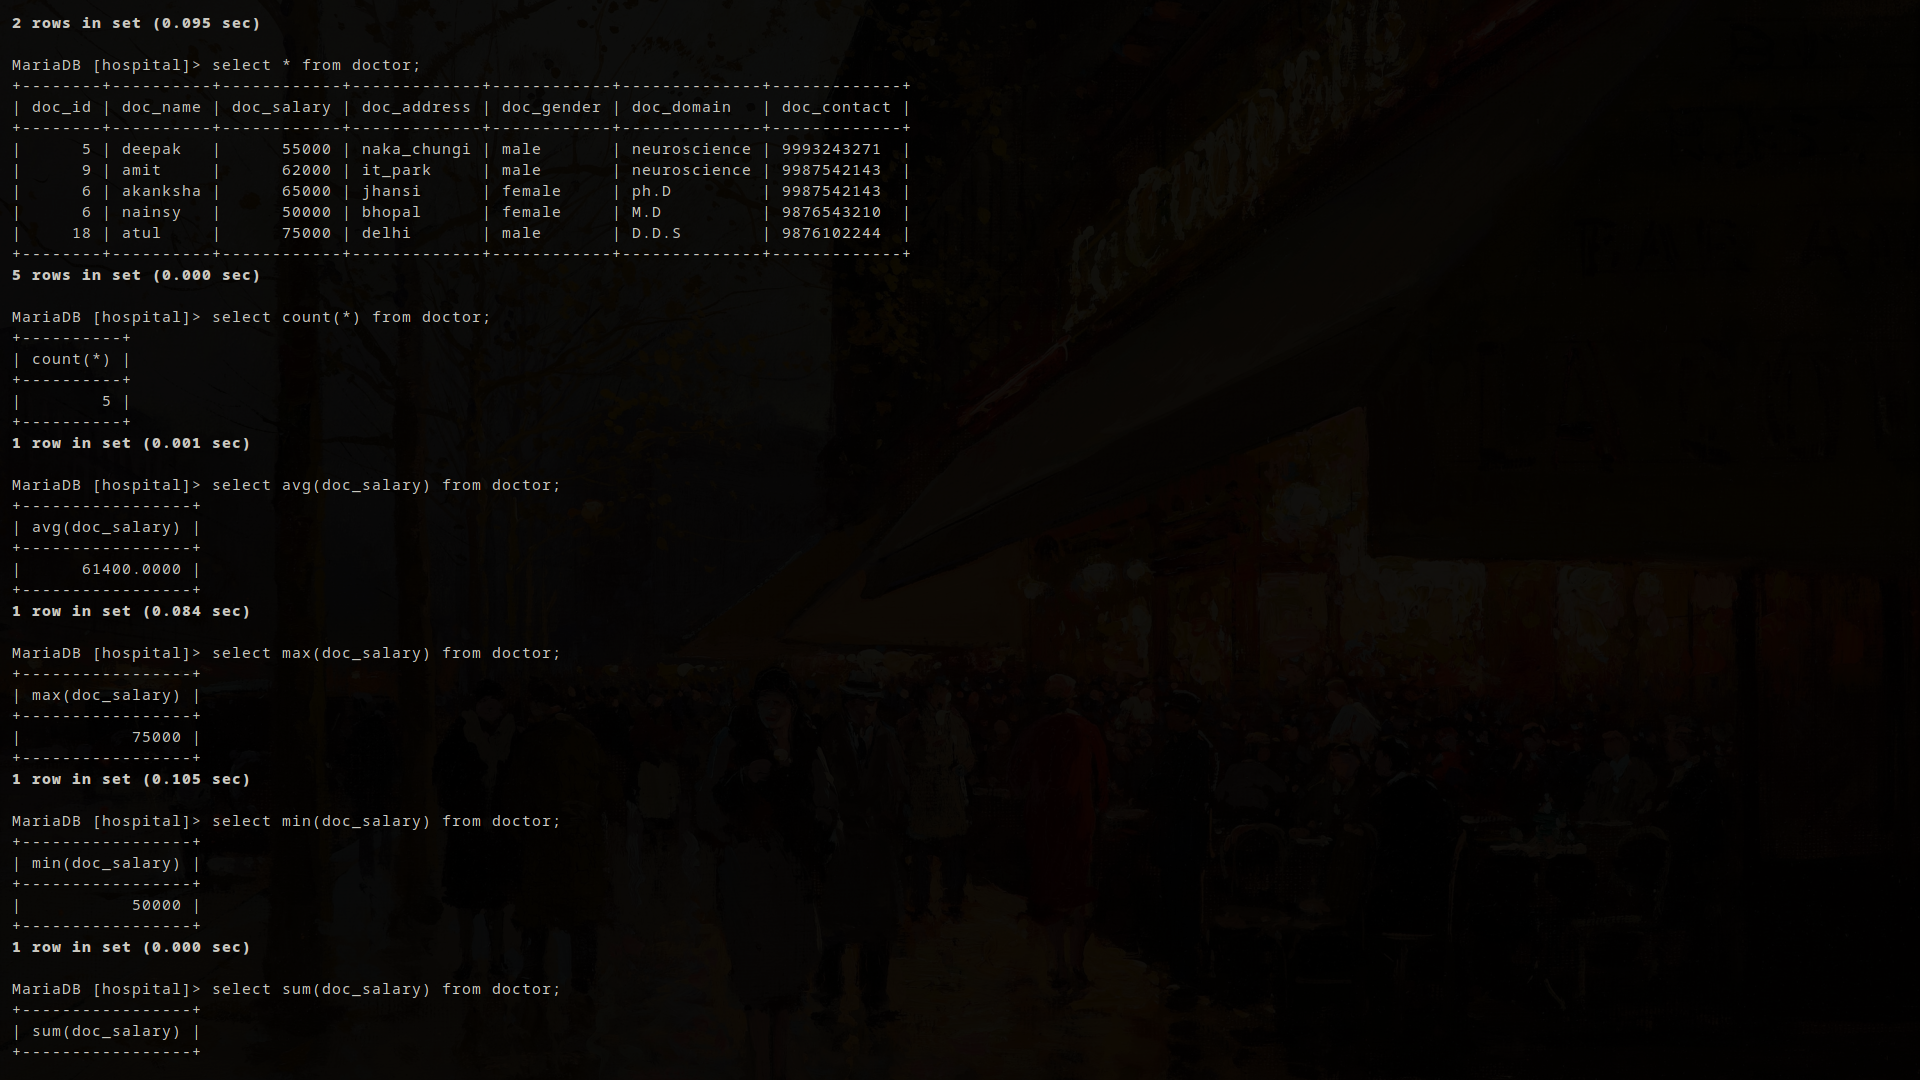 2 rows in set (0.095 sec)

MariaDB [hospital]> select * from doctor;
+--------+----------+------------+-------------+------------+--------------+-------------+
| doc_id | doc_name | doc_salary | doc_address | doc_gender | doc_domain   | doc_contact |
+--------+----------+------------+-------------+------------+--------------+-------------+
|      5 | deepak   |      55000 | naka_chungi | male       | neuroscience | 9993243271  |
|      9 | amit     |      62000 | it_park     | male       | neuroscience | 9987542143  |
|      6 | akanksha |      65000 | jhansi      | female     | ph.D         | 9987542143  |
|      6 | nainsy   |      50000 | bhopal      | female     | M.D          | 9876543210  |
|     18 | atul     |      75000 | delhi       | male       | D.D.S        | 9876102244  |
+--------+----------+------------+-------------+------------+--------------+-------------+
5 rows in set (0.000 sec)

MariaDB [hospital]> select count(*) from doctor;
+----------+
| count(*) |
+----------+
|        5 |
+----------+
1 row in set (0.001 sec)

MariaDB [hospital]> select avg(doc_salary) from doctor;
+-----------------+
| avg(doc_salary) |
+-----------------+
|      61400.0000 |
+-----------------+
1 row in set (0.084 sec)

MariaDB [hospital]> select max(doc_salary) from doctor;
+-----------------+
| max(doc_salary) |
+-----------------+
|           75000 |
+-----------------+
1 row in set (0.105 sec)

MariaDB [hospital]> select min(doc_salary) from doctor;
+-----------------+
| min(doc_salary) |
+-----------------+
|           50000 |
+-----------------+
1 row in set (0.000 sec)

MariaDB [hospital]> select sum(doc_salary) from doctor;
+-----------------+
| sum(doc_salary) |
+-----------------+